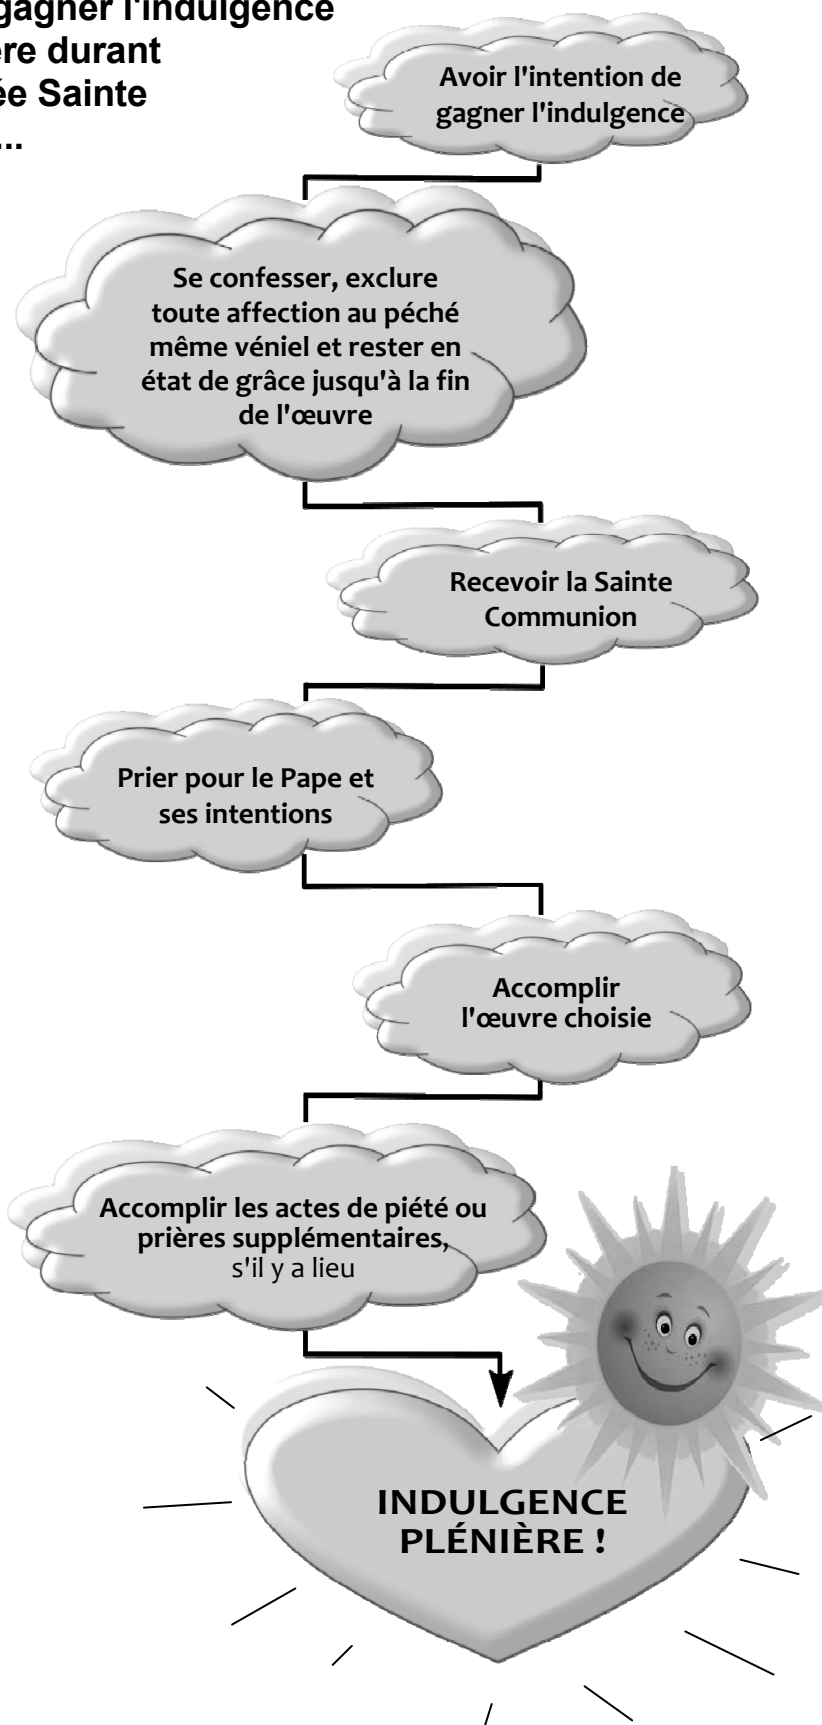 gagner l'indulgence
ère durant
ée Sainte
...
Avoir l'intention de
gagner l'indulgence
Se confesser, exclure
toute affection au péché
même véniel et rester en
état de grâce jusqu'à la fin
de l'œuvre
Recevoir la Sainte
Communion
Prier pour le Pape et
ses intentions
Accomplir
l'œuvre choisie
Accomplir les actes de piété ou
prières supplémentaires,
s'il y a lieu
INDULGENCE
PLÉNIÈRE !